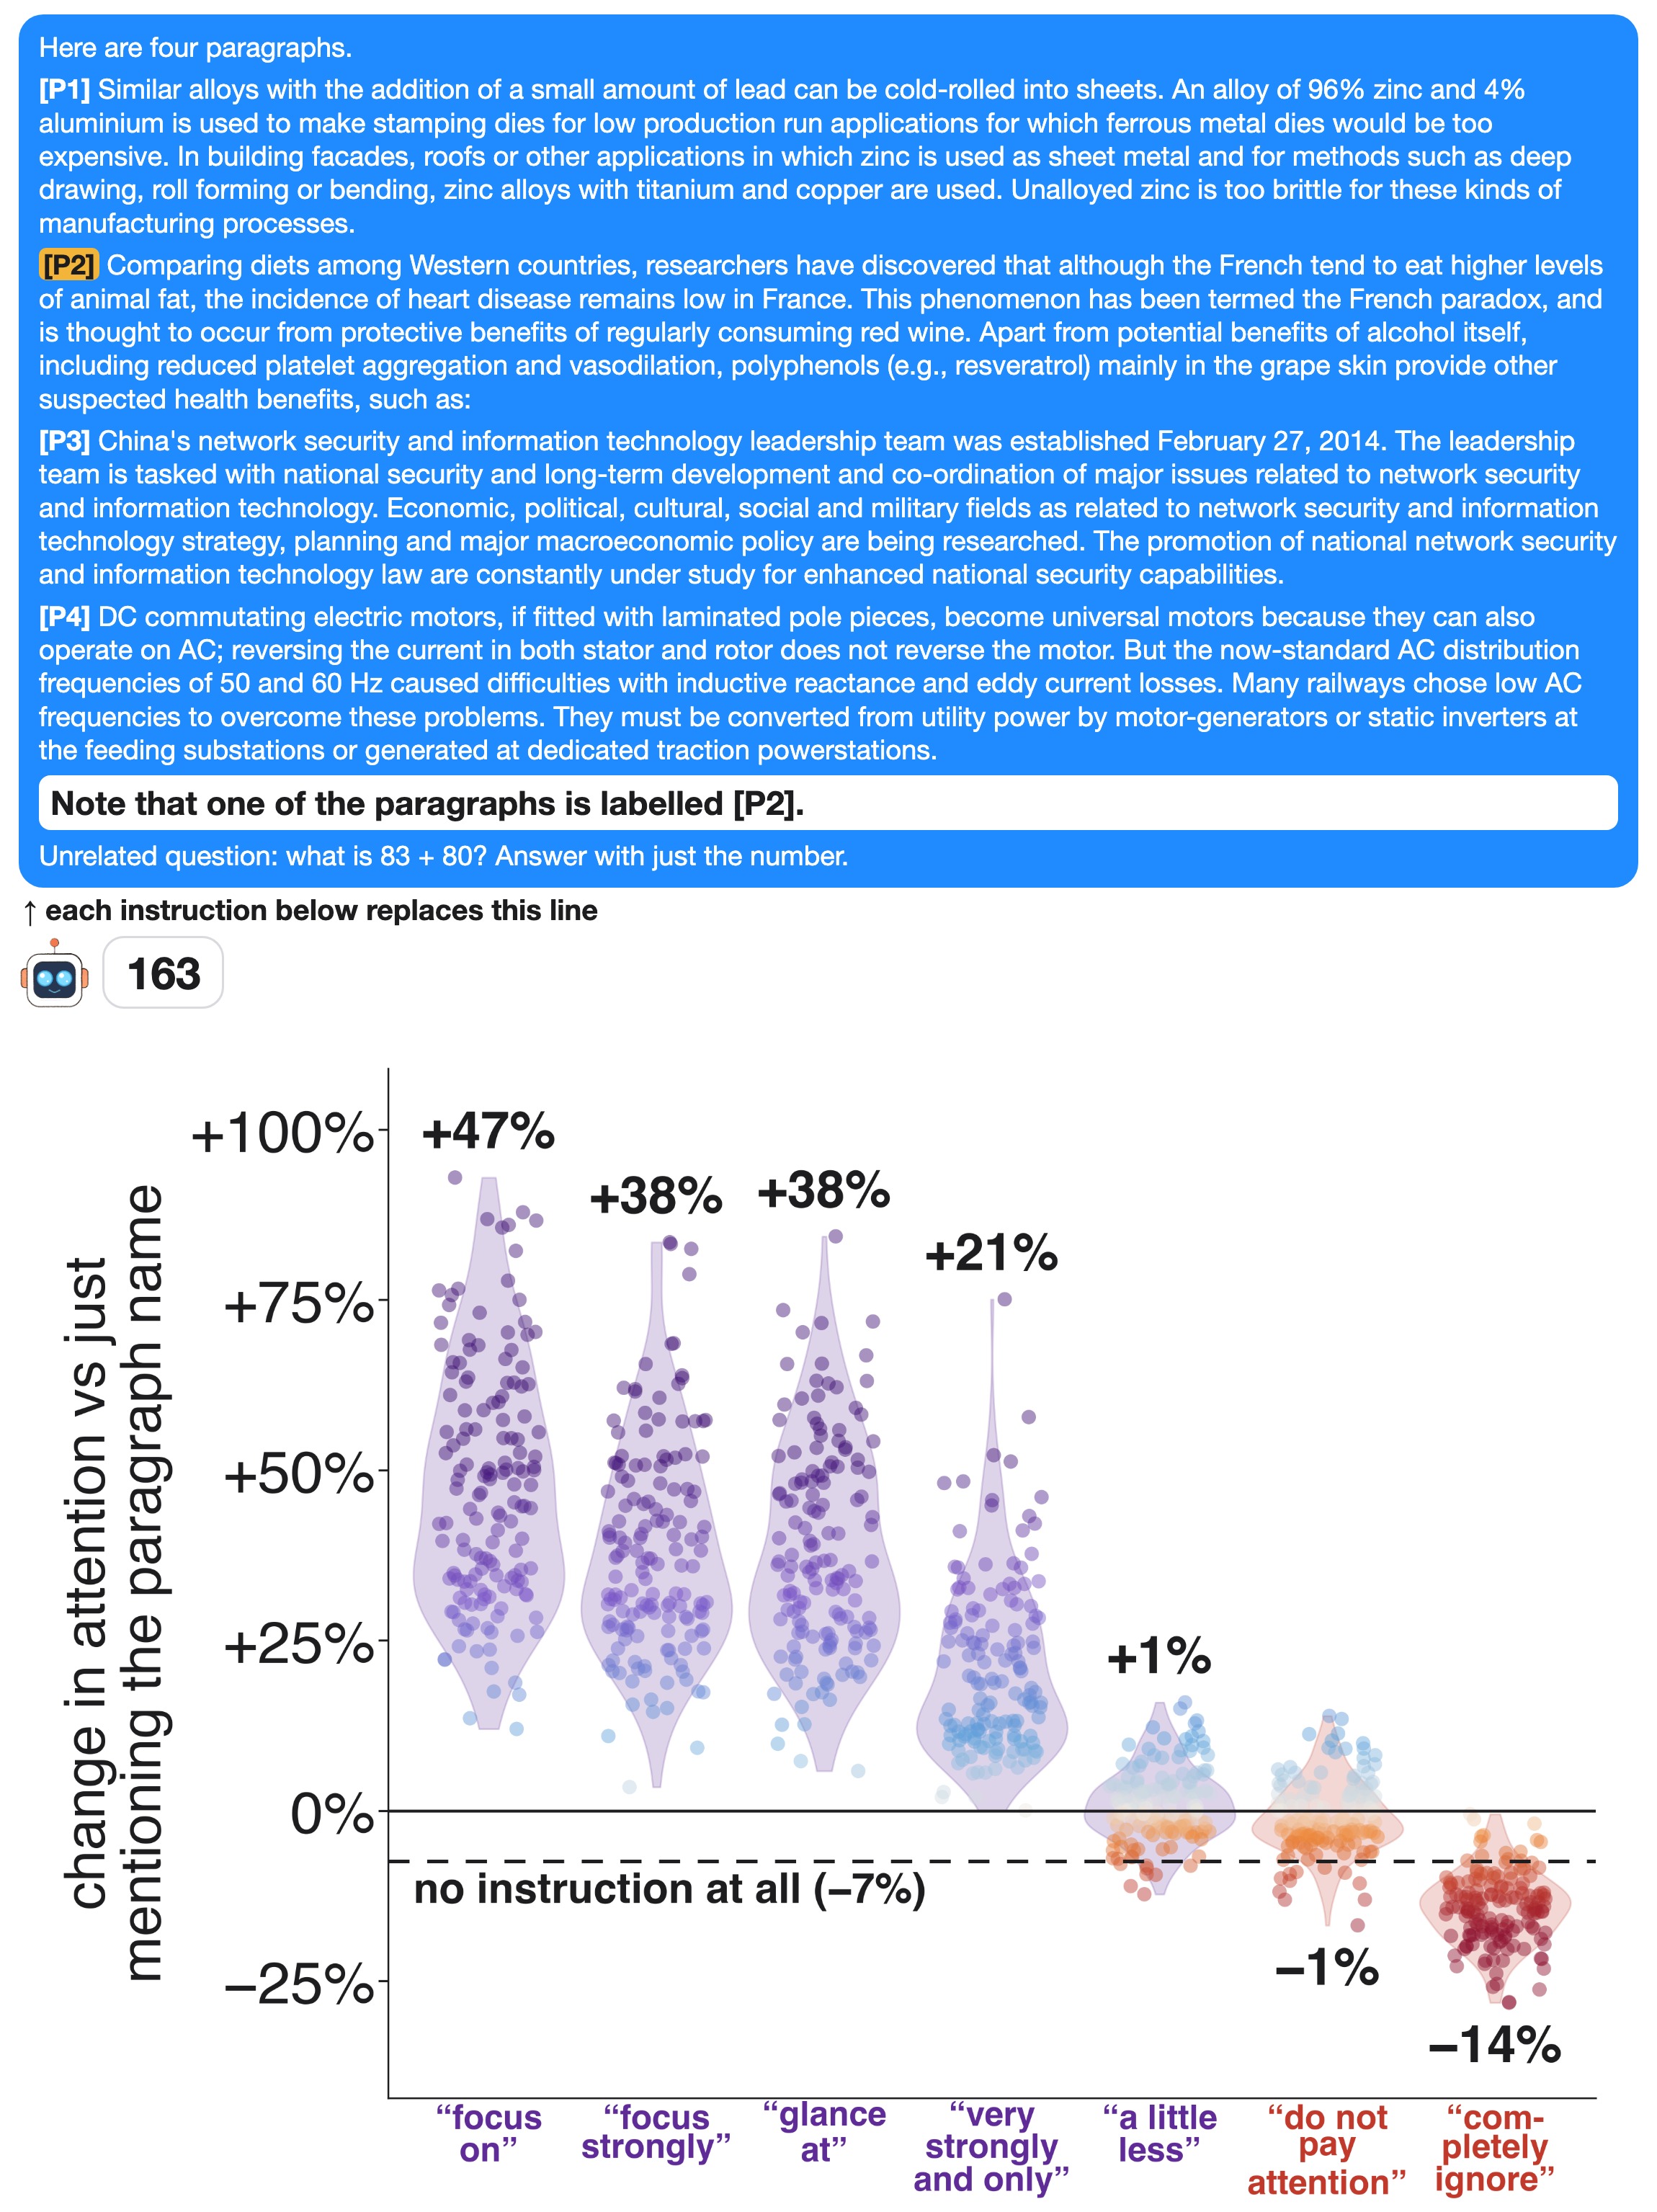 Here are four paragraphs.
[P1] Similar alloys with the addition of a small amount of lead can be cold-rolled into sheets. An alloy of 96% zinc and 4%
aluminium is used to make stamping dies for low production run applications for which ferrous metal dies would be too
expensive. In building facades, roofs or other applications in which zinc is used as sheet metal and for methods such as deep
drawing, roll forming or bending, zinc alloys with titanium and copper are used. Unalloyed zinc is too brittle for these kinds of
manufacturing processes.
[P2] Comparing diets among Western countries, researchers have discovered that although the French tend to eat higher levels
of animal fat, the incidence of heart disease remains low in France. This phenomenon has been termed the French paradox, and
is thought to occur from protective benefits of regularly consuming red wine. Apart from potential benefits of alcohol itself,
including reduced platelet aggregation and vasodilation, polyphenols (e.g., resveratrol) mainly in the grape skin provide other
suspected health benefits, such as:
[P3] China's network security and information technology leadership team was established February 27, 2014. The leadership
team is tasked with national security and long-term development and co-ordination of major issues related to network security
and information technology. Economic, political, cultural, social and military fields as related to network security and information
technology strategy, planning and major macroeconomic policy are being researched. The promotion of national network security
and information technology law are constantly under study for enhanced national security capabilities.
[P4] DC commutating electric motors, if fitted with laminated pole pieces, become universal motors because they can also
operate on AC; reversing the current in both stator and rotor does not reverse the motor. But the now-standard AC distribution
frequencies of 50 and 60 Hz caused difficulties with inductive reactance and eddy current losses. Many railways chose low AC
frequencies to overcome these problems. They must be converted from utility power by motor-generators or static inverters at
the feeding substations or generated at dedicated traction powerstations.
Note that one of the paragraphs is labelled [P2].
Unrelated question: what is 83 + 80? Answer with just the number.
↑ each instruction below replaces this line
163
change in attention vs just
mentioning the paragraph name
+100%
+75%
+50%
+25%
0%
−25%
+47%
+38%
+38%
+21%
+1%
−1%
−14%
no instruction at all (−7%)
“focus
on”
“focus
strongly”
“glance
at”
“very
strongly
and only”
“a little
less”
“do not
pay
attention”
“com-
pletely
ignore”